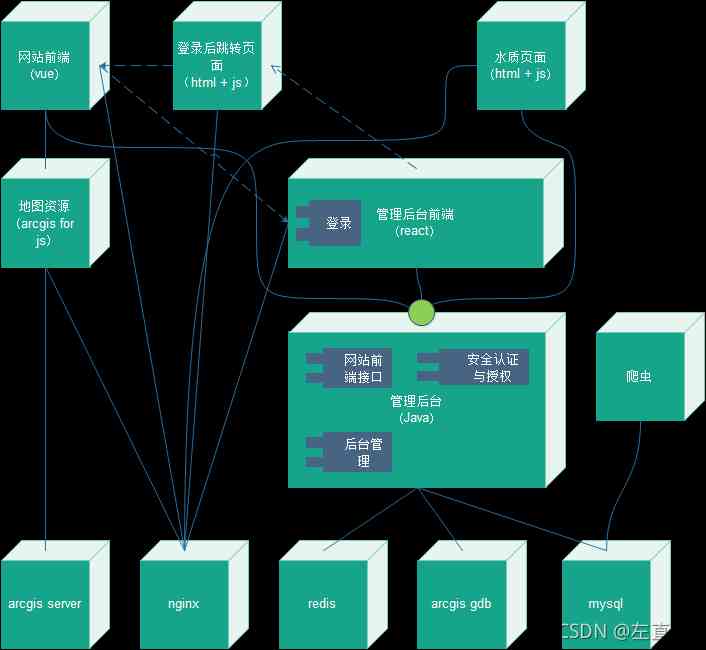 网站前端
(vue)
登录后跳转页
面
（html + js）
水质页面
(html + js)
地图资源
(arcgis for
js)
登录
管理后台前端
(react)
网站前
端接口
安全认证
与授权
管理后台
(Java)
后台管
理
爬虫
arcgis server
nginx
redis
arcgis gdb
mysql
CSDN @左直